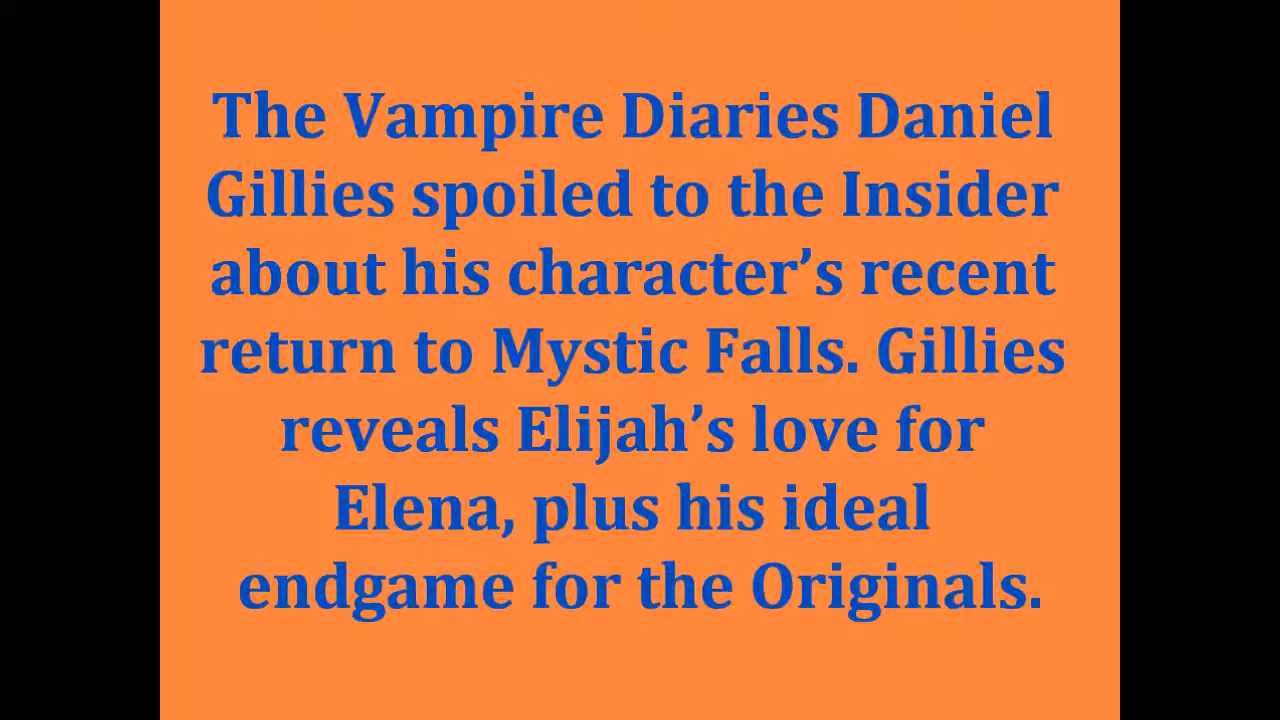 The Vampire Diaries Daniel
Gillies spoiled to the Insider
about his character’s recent
return to Mystic Falls. Gillies
reveals Elijah’s love for
Elena, plus his ideal
endgame for the Originals.